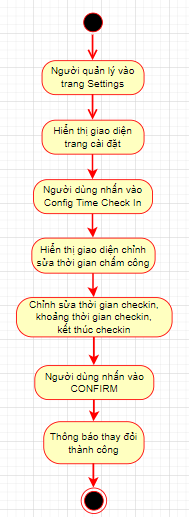 Người quản lý vào
trang Settings
Hiển thị giao diện
trang cài đặt
Người dùng nhấn vào
Config Time Check In
Hiển thị giao diện chỉnh
sửa thời gian chấm công
Chỉnh sửa thời gian checkin,
khoảng thời gian checkin,
kết thúc checkin
Người dùng nhấn vào
CONFIRM
Thông báo thay đổi
thành công